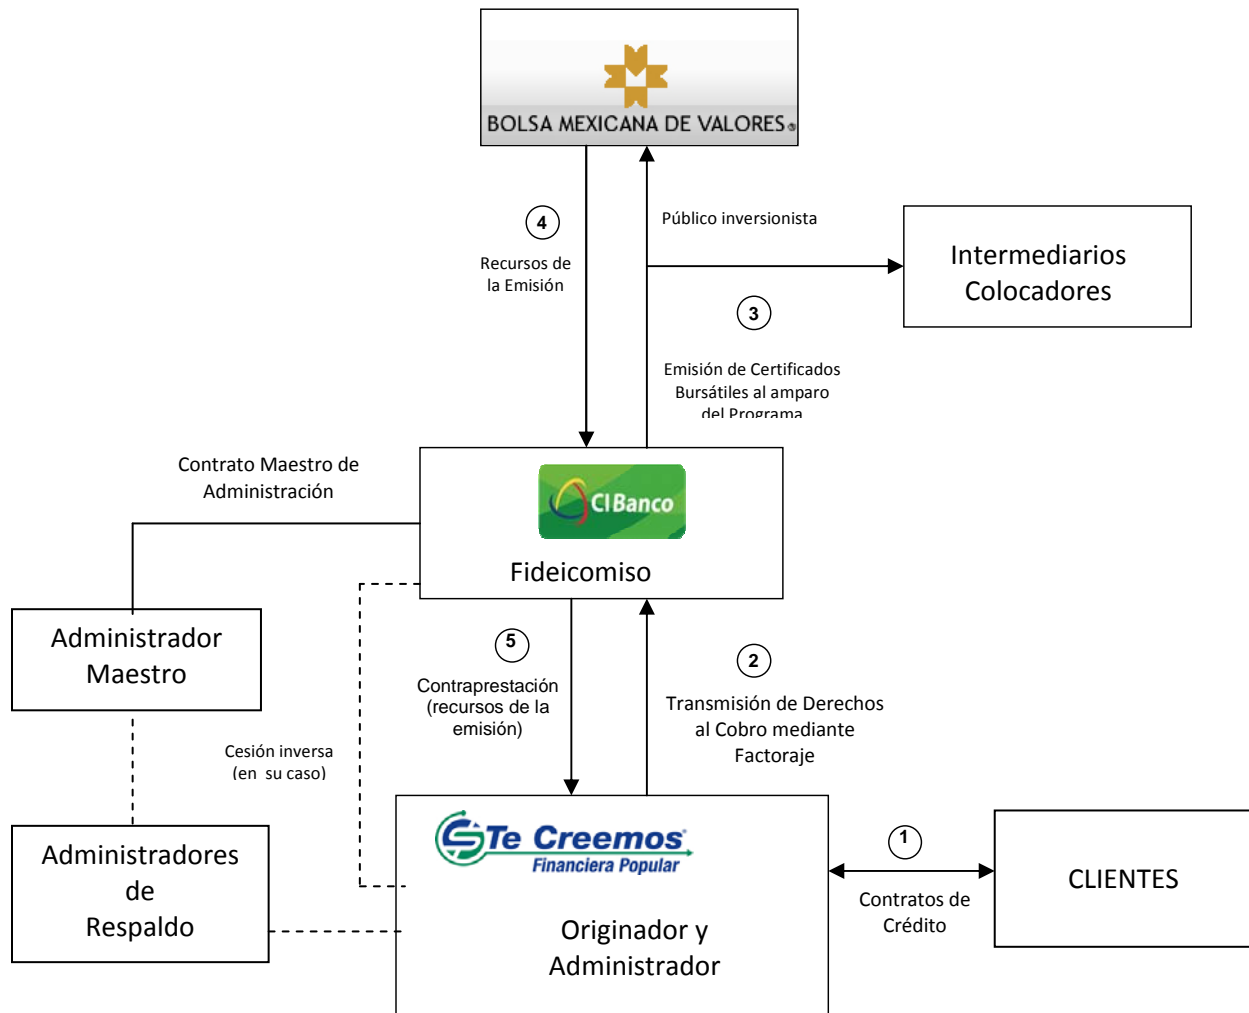 BOLSA MEXICANA DE VALORES®
4
Recursos de
la Emisión
Público inversionista
Intermediarios
Colocadores
3
Emisión de Certificados
Bursátiles al amparo
del Programa
Contrato Maestro de
Administración
CIBanco
Fideicomiso
Administrador
Maestro
5
Contraprestación
(recursos de la
emisión)
2
Transmisión de Derechos
al Cobro mediante
Factoraje
Cesión inversa
(en su caso)
Administradores
de
Respaldo
Te Creemos®
Financiera Popular
Originador y
Administrador
1
Contratos de
Crédito
CLIENTES